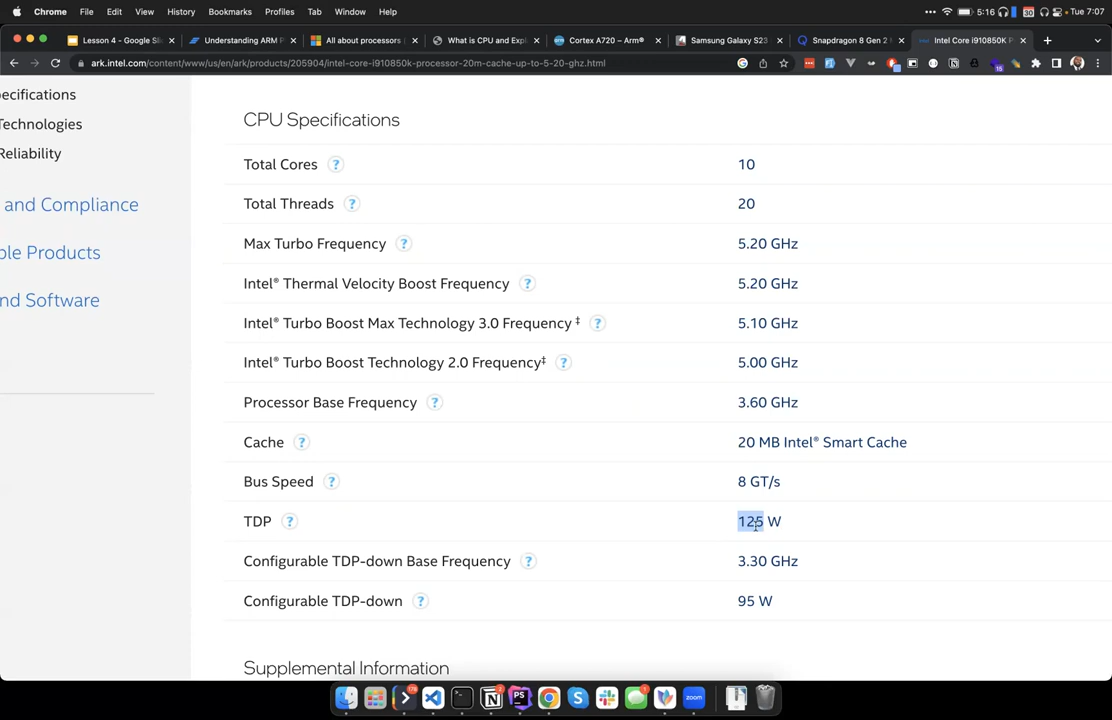 Chrome File Edit View History Bookmarks Profiles Tab Window Help 5:16 30 Tue 7:07
Lesson 4 - Google Sl Understanding ARM P All about processors | What is CPU and Expl Cortex A720 – Arm® Samsung Galaxy S23 Snapdragon 8 Gen 2 Intel Core i910850K P
ark.intel.com/content/www/us/en/ark/products/205904/intel-core-i910850k-processor-20m-cache-up-to-5-20-ghz.html
ecifications
Technologies
Reliability
and Compliance
ble Products
nd Software
CPU Specifications
Total Cores ? 10
Total Threads ? 20
Max Turbo Frequency ? 5.20 GHz
Intel® Thermal Velocity Boost Frequency ? 5.20 GHz
Intel® Turbo Boost Max Technology 3.0 Frequency ‡ ? 5.10 GHz
Intel® Turbo Boost Technology 2.0 Frequency‡ ? 5.00 GHz
Processor Base Frequency ? 3.60 GHz
Cache ? 20 MB Intel® Smart Cache
Bus Speed ? 8 GT/s
TDP ? 125 W
Configurable TDP-down Base Frequency ? 3.30 GHz
Configurable TDP-down ? 95 W
Supplemental Information
zoom